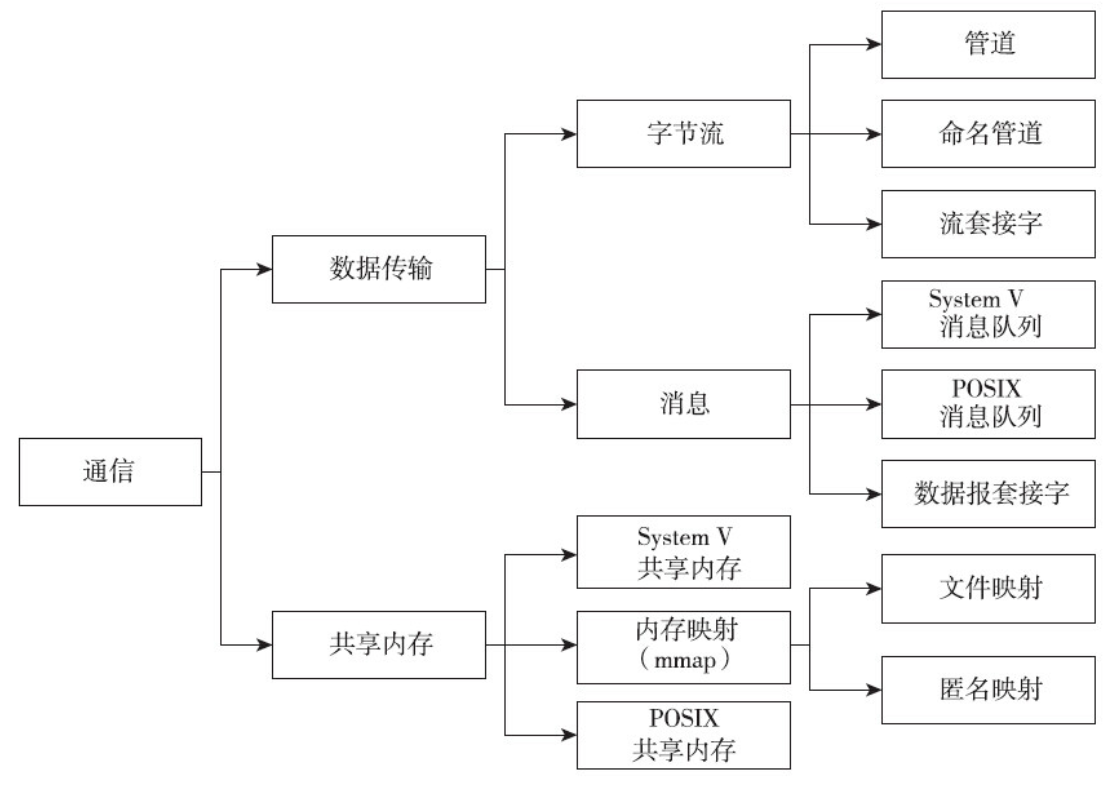 管道
字节流
命名管道
流套接字
数据传输
System V
消息队列
消息
POSIX
消息队列
通信
数据报套接字
System V
共享内存
文件映射
共享内存
内存映射
（mmap）
匿名映射
POSIX
共享内存